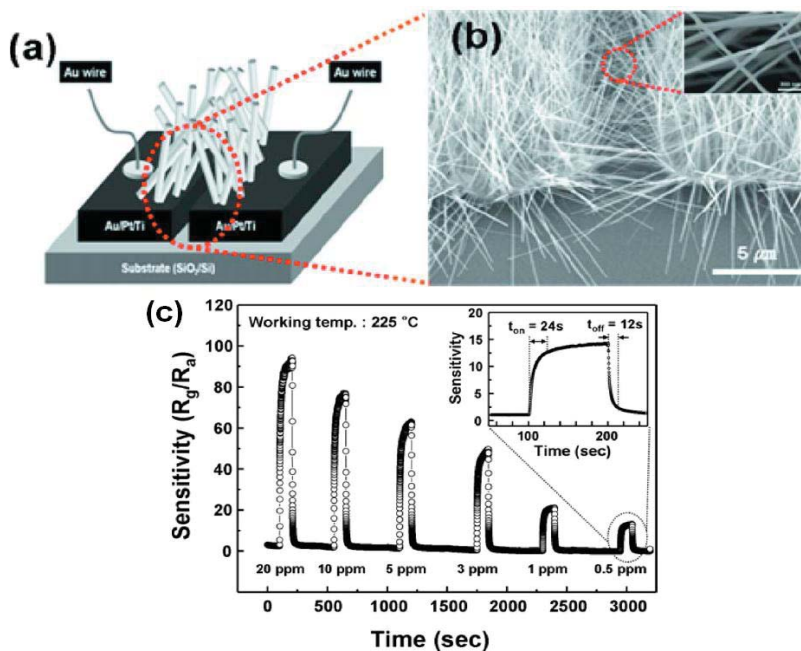 (a)
Au wire
Au wire
Au/Pt/Ti
Au/Pt/Ti
Substrate (SiO₂/Si)
(b)
5 μm
(c)
Working temp. : 225 °C
Sensitivity (Rg/Ra)
120
100
80
60
40
20
0
20 ppm
10 ppm
5 ppm
3 ppm
1 ppm
0.5 ppm
0
500
1000
1500
2000
2500
3000
Time (sec)
ton = 24s
toff = 12s
Sensitivity
20
15
10
5
0
100
200
Time (sec)